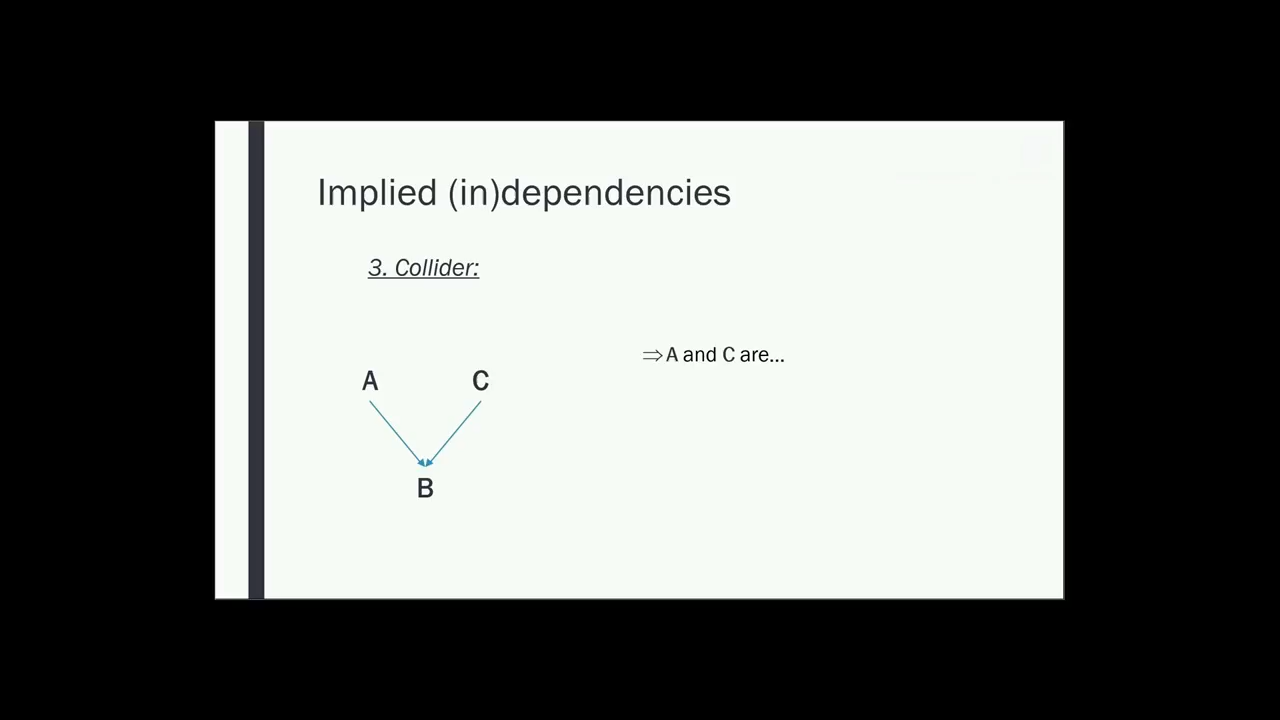 Implied (in)dependencies
3. Collider:
⇒A and C are...
A C
B